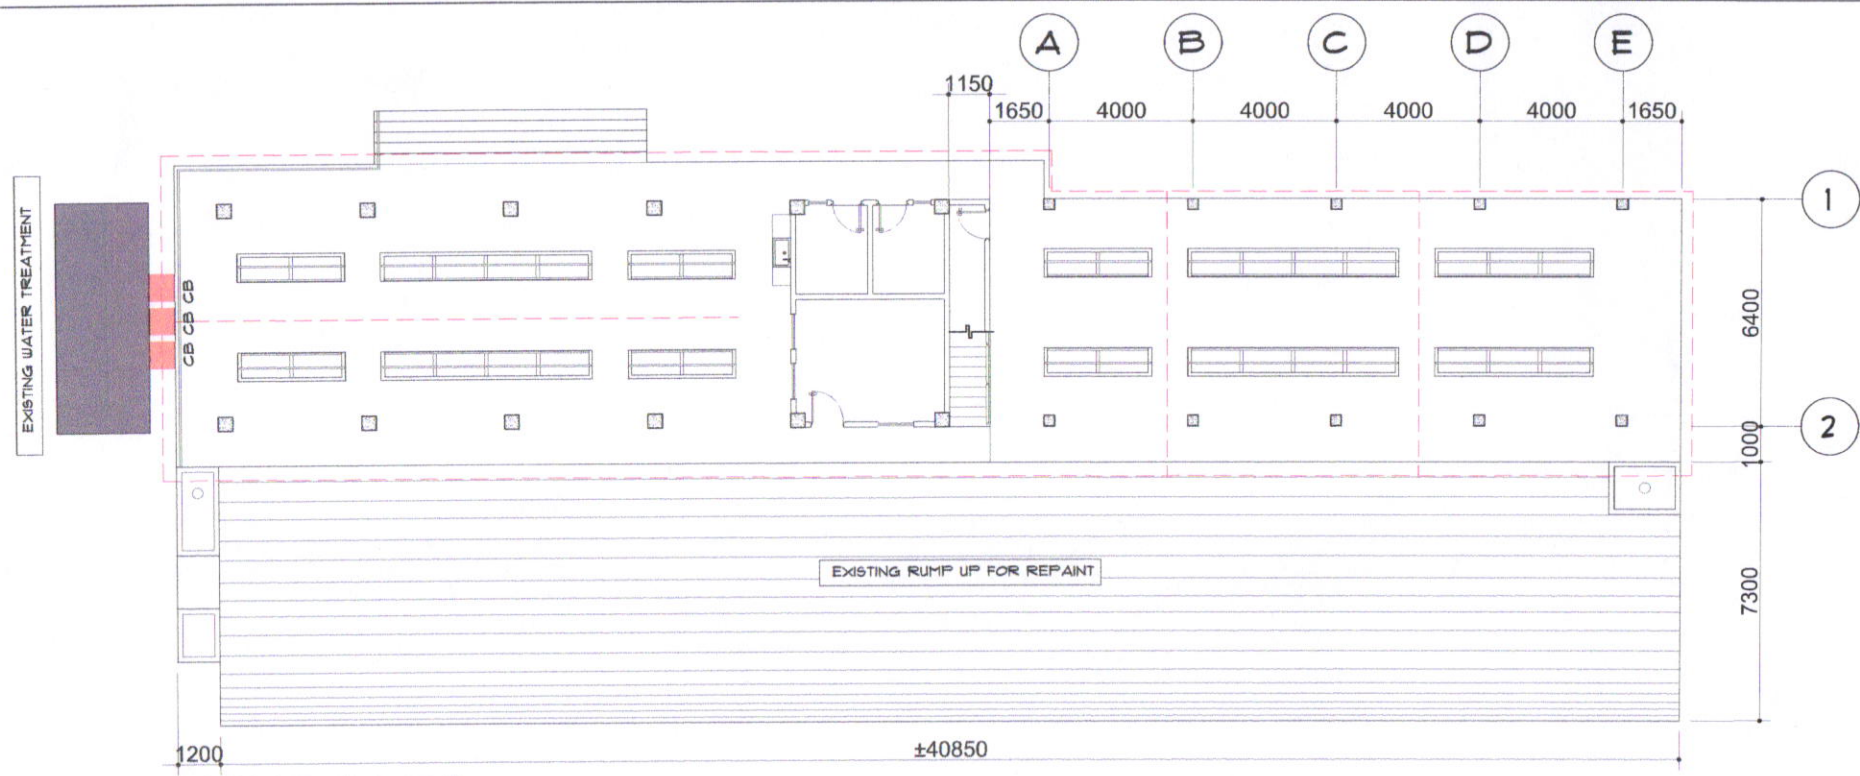 A B C D E
1150
1650 4000 4000 4000 4000 1650
1
EXISTING WATER TREATMENT
CB CB CB
6400
2
1000
EXISTING RUMP UP FOR REPAINT
7300
1200 ±40850